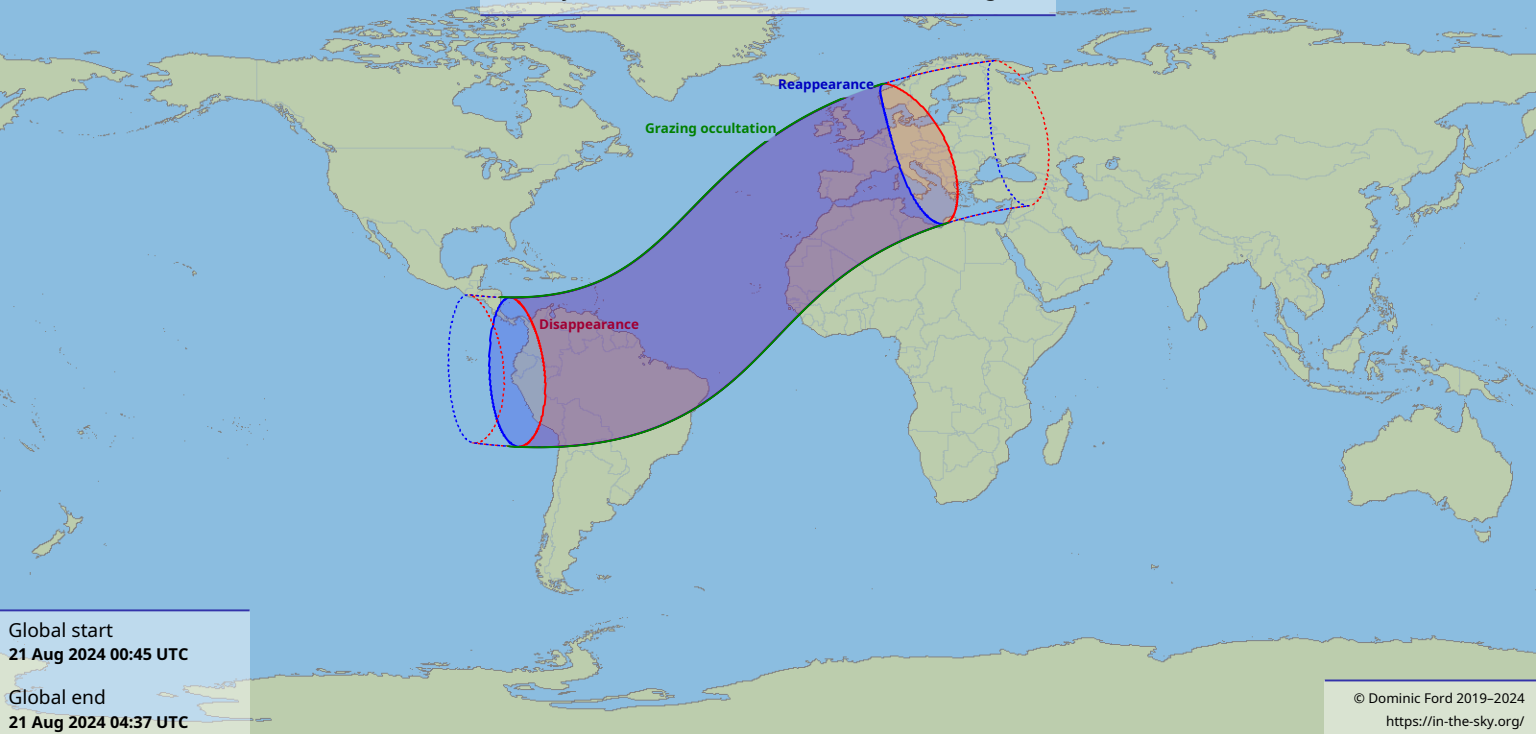 Reappearance
Grazing occultation
Disappearance
Global start
21 Aug 2024 00:45 UTC
Global end
21 Aug 2024 04:37 UTC
© Dominic Ford 2019–2024
https://in-the-sky.org/